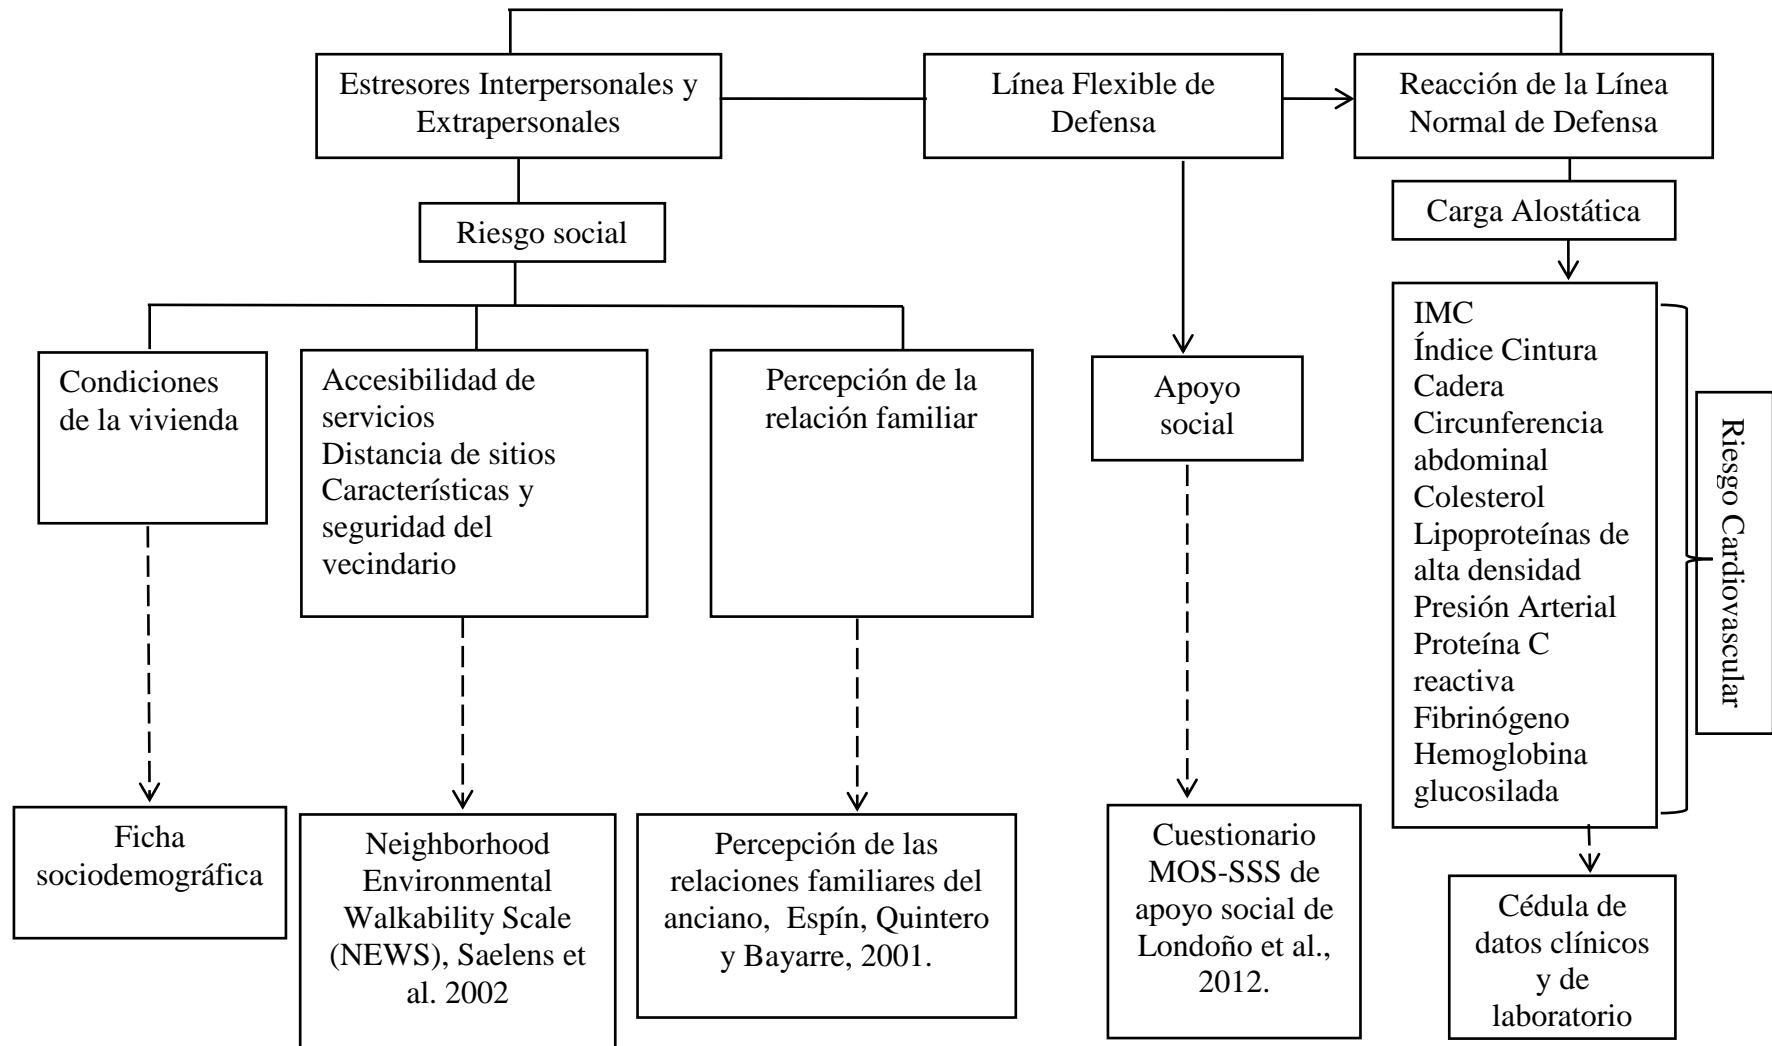 Estresores Interpersonales y
Extrapersonales
Línea Flexible de
Defensa
Reacción de la Línea
Normal de Defensa
Riesgo social
Carga Alostática
Condiciones
de la vivienda
Accesibilidad de
servicios
Distancia de sitios
Características y
seguridad del
vecindario
Percepción de la
relación familiar
Apoyo
social
IMC
Índice Cintura
Cadera
Circunferencia
abdominal
Colesterol
Lipoproteínas de
alta densidad
Presión Arterial
Proteína C
reactiva
Fibrinógeno
Hemoglobina
glucosilada
Riesgo Cardiovascular
Ficha
sociodemográfica
Neighborhood
Environmental
Walkability Scale
(NEWS), Saelens et
al. 2002
Percepción de las
relaciones familiares del
anciano, Espín, Quintero
y Bayarre, 2001.
Cuestionario
MOS-SSS de
apoyo social de
Londoño et al.,
2012.
Cédula de
datos clínicos
y de
laboratorio